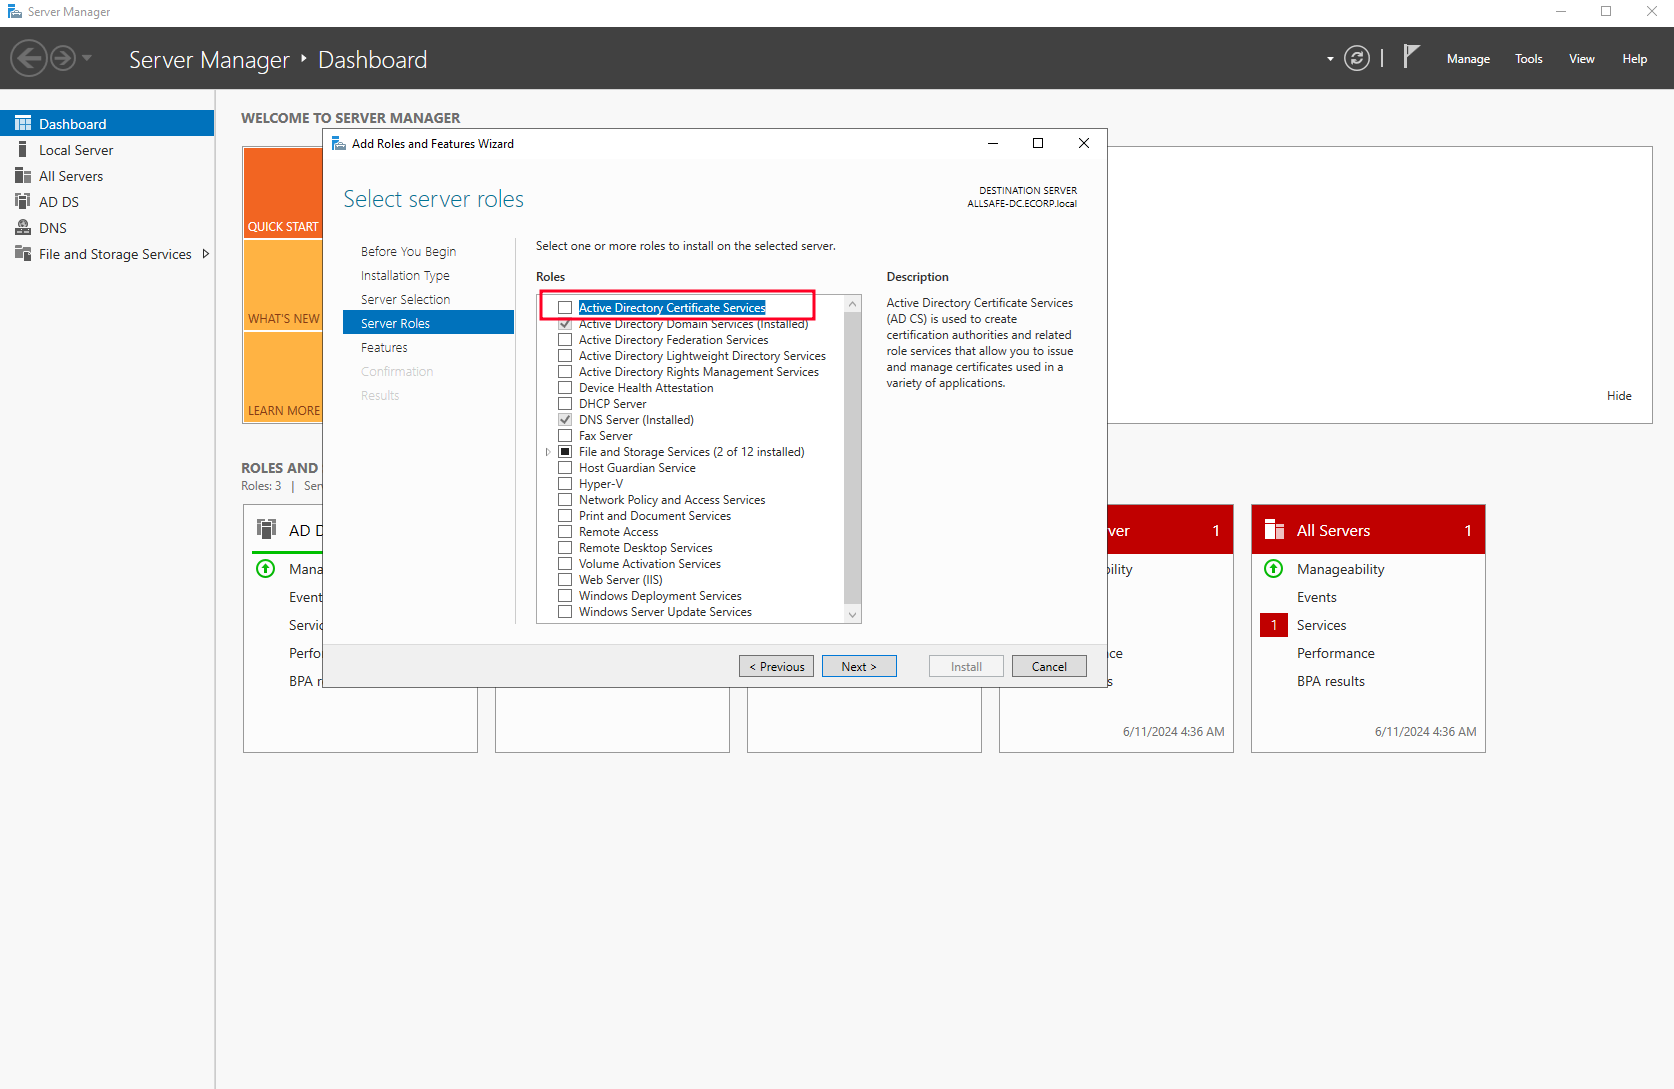 Server Manager
Server Manager ‣ Dashboard
Manage
Tools
View
Help
Dashboard
Local Server
All Servers
AD DS
DNS
File and Storage Services
WELCOME TO SERVER MANAGER
QUICK START
WHAT'S NEW
LEARN MORE
Hide
Add Roles and Features Wizard
Select server roles
DESTINATION SERVER
ALLSAFE-DC.ECORP.local
Before You Begin
Installation Type
Server Selection
Server Roles
Features
Confirmation
Results
Select one or more roles to install on the selected server.
Roles
Active Directory Certificate Services
Active Directory Domain Services (Installed)
Active Directory Federation Services
Active Directory Lightweight Directory Services
Active Directory Rights Management Services
Device Health Attestation
DHCP Server
DNS Server (Installed)
Fax Server
File and Storage Services (2 of 12 installed)
Host Guardian Service
Hyper-V
Network Policy and Access Services
Print and Document Services
Remote Access
Remote Desktop Services
Volume Activation Services
Web Server (IIS)
Windows Deployment Services
Windows Server Update Services
Description
Active Directory Certificate Services
(AD CS) is used to create
certification authorities and related
role services that allow you to issue
and manage certificates used in a
variety of applications.
< Previous
Next >
Install
Cancel
ROLES AND
Roles: 3 | Ser
AD D
Mana
Event
Servic
Perfo
BPA r
ver 1
bility
ce
s
6/11/2024 4:36 AM
All Servers 1
Manageability
Events
1 Services
Performance
BPA results
6/11/2024 4:36 AM